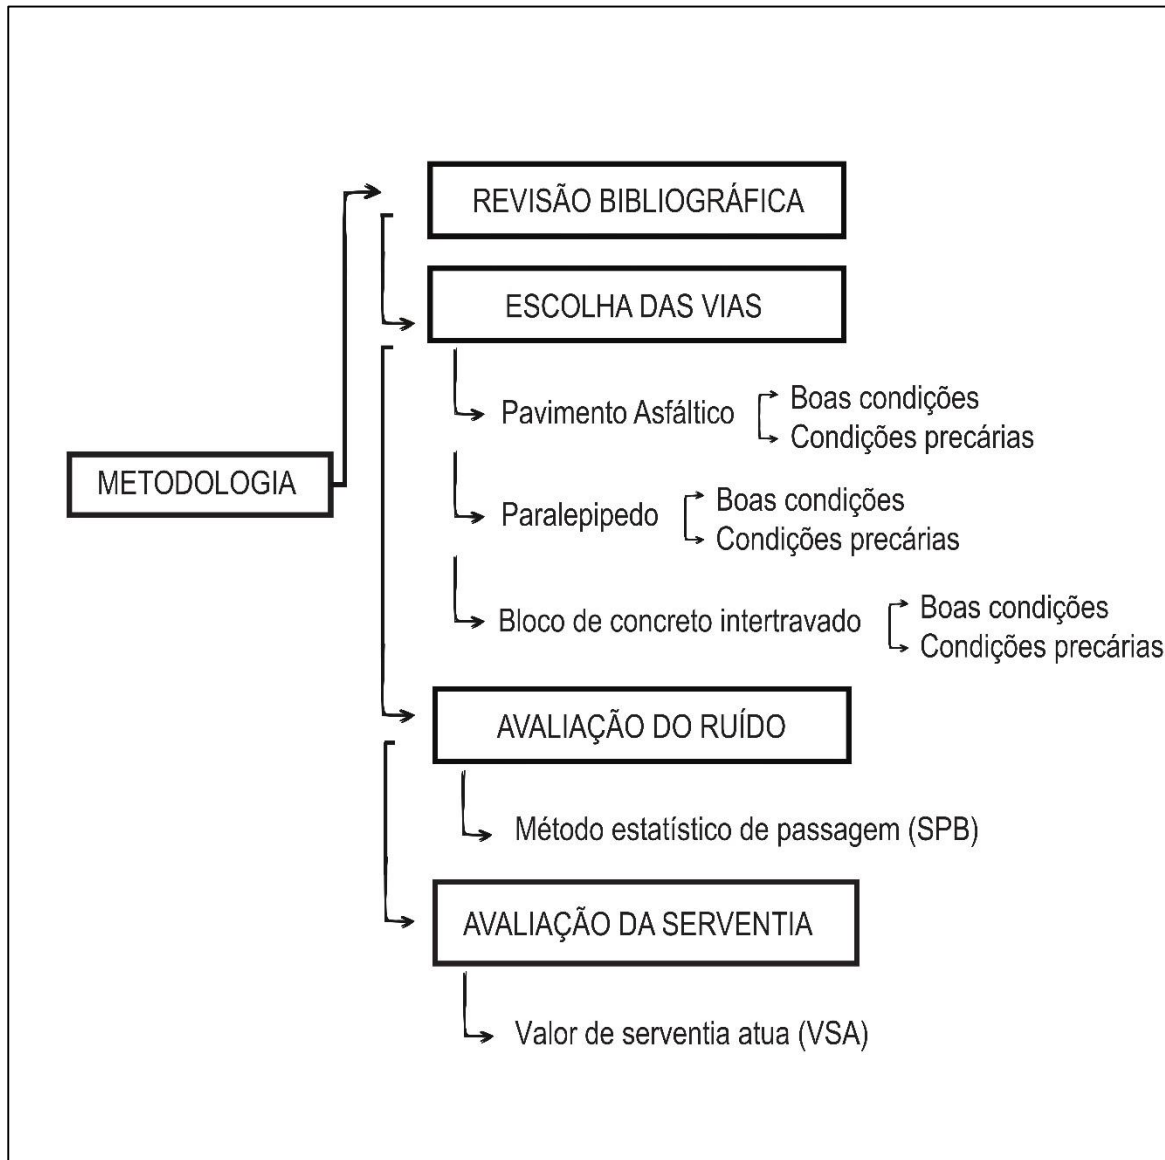 REVISÃO BIBLIOGRÁFICA
ESCOLHA DAS VIAS
Pavimento Asfáltico
Boas condições
Condições precárias
METODOLOGIA
Paralepipedo
Boas condições
Condições precárias
Bloco de concreto intertravado
Boas condições
Condições precárias
AVALIAÇÃO DO RUÍDO
Método estatístico de passagem (SPB)
AVALIAÇÃO DA SERVENTIA
Valor de serventia atua (VSA)